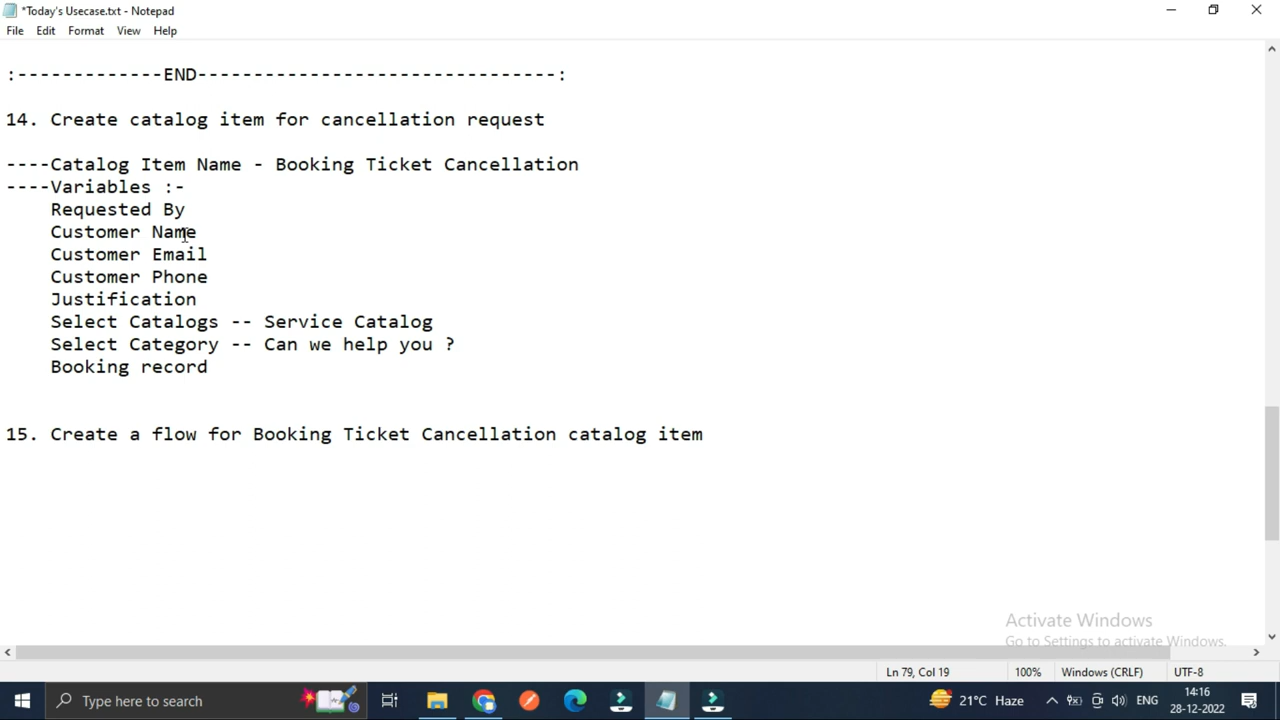 *Today's Usecase.txt - Notepad
File Edit Format View Help
:-------------END--------------------------------:
14. Create catalog item for cancellation request
----Catalog Item Name - Booking Ticket Cancellation
----Variables :-
Requested By
Customer Name
Customer Email
Customer Phone
Justification
Select Catalogs -- Service Catalog
Select Category -- Can we help you ?
Booking record
15. Create a flow for Booking Ticket Cancellation catalog item
Activate Windows
Go to Settings to activate Windows.
Ln 79, Col 19 100% Windows (CRLF) UTF-8
Type here to search 21°C Haze ENG 14:16
28-12-2022